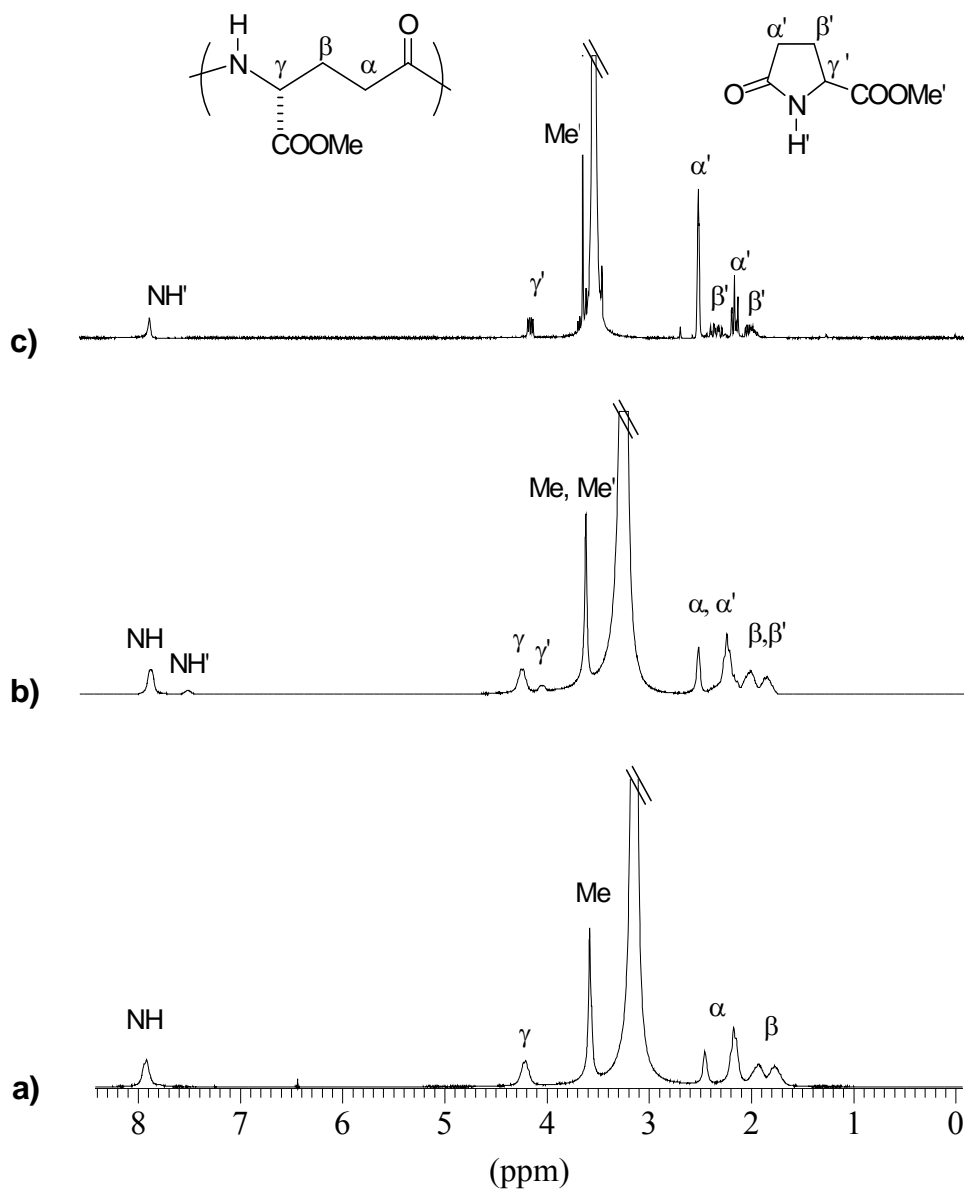 H
N
γ
β
α
O
COOMe
α'
β'
γ'
O
N
H'
COOMe'
Me'
α'
α'
β'
β'
γ'
NH'
c)
Me, Me'
α, α'
β,β'
γ
γ'
NH
NH'
b)
Me
α
β
γ
NH
a)
8 7 6 5 4 3 2 1 0
(ppm)